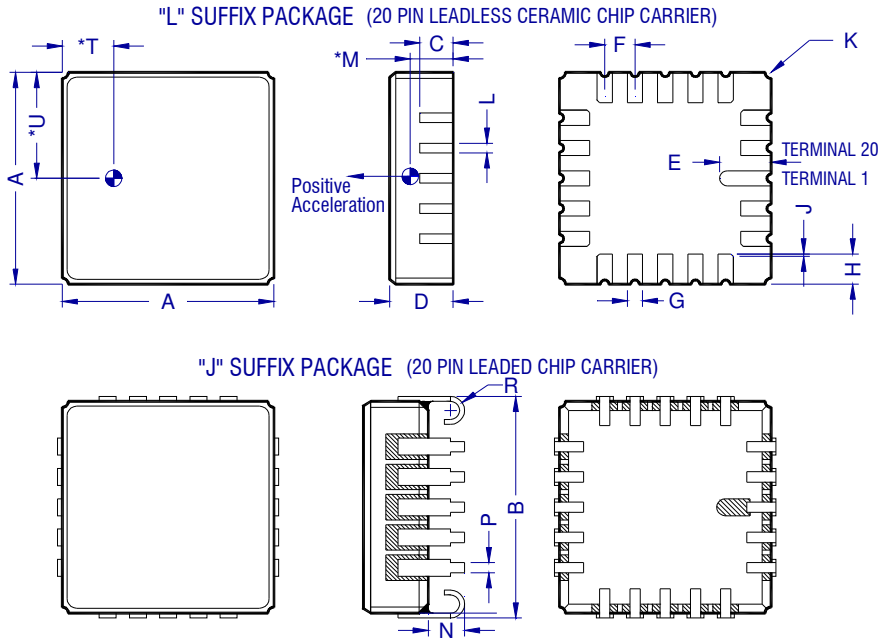 "L" SUFFIX PACKAGE (20 PIN LEADLESS CERAMIC CHIP CARRIER)
*T
*M
C
F
K
*U
L
A
E
TERMINAL 20
TERMINAL 1
Positive
Acceleration
J
H
A
D
G
"J" SUFFIX PACKAGE (20 PIN LEADED CHIP CARRIER)
R
B
P
N